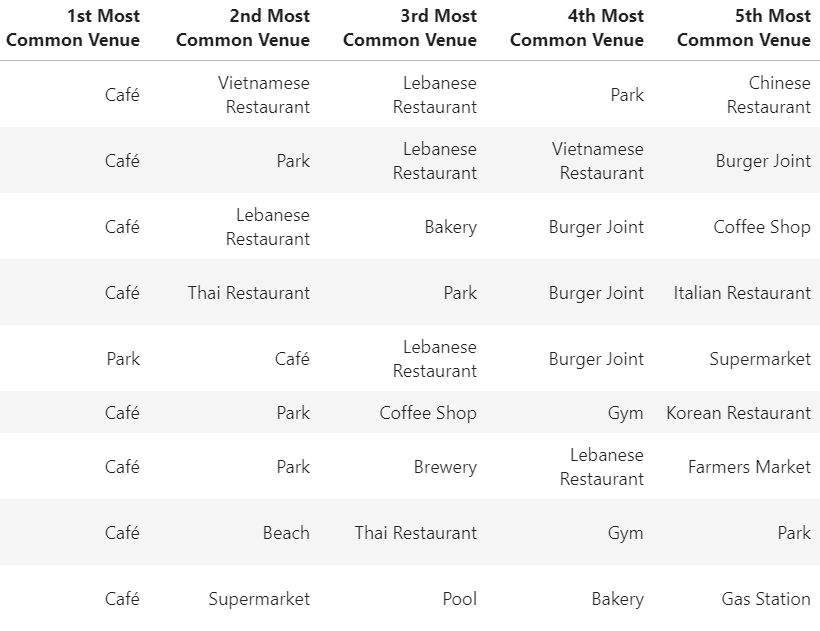 1st Most Common Venue 2nd Most Common Venue 3rd Most Common Venue 4th Most Common Venue 5th Most Common Venue
Café Vietnamese Restaurant Lebanese Restaurant Park Chinese Restaurant
Café Park Lebanese Restaurant Vietnamese Restaurant Burger Joint
Café Lebanese Restaurant Bakery Burger Joint Coffee Shop
Café Thai Restaurant Park Burger Joint Italian Restaurant
Park Café Lebanese Restaurant Burger Joint Supermarket
Café Park Coffee Shop Gym Korean Restaurant
Café Park Brewery Lebanese Restaurant Farmers Market
Café Beach Thai Restaurant Gym Park
Café Supermarket Pool Bakery Gas Station